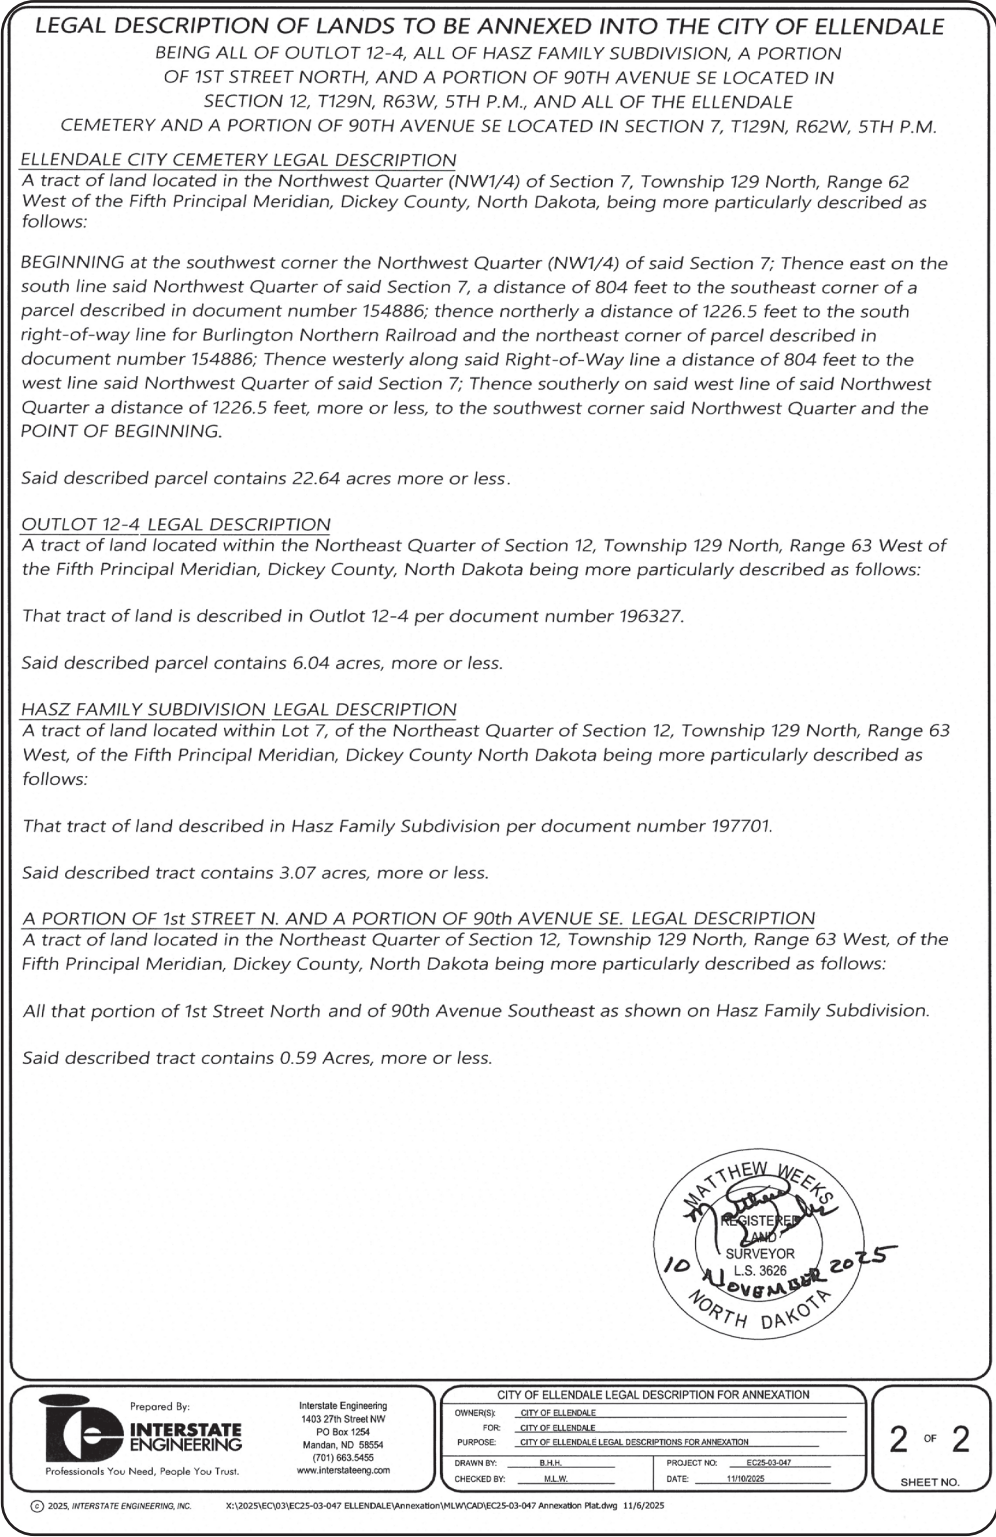 LEGAL DESCRIPTION OF LANDS TO BE ANNEXED INTO THE CITY OF ELLENDALE
BEING ALL OF OUTLOT 12-4, ALL OF HASZ FAMILY SUBDIVISION, A PORTION
OF 1ST STREET NORTH, AND A PORTION OF 90TH AVENUE SE LOCATED IN
SECTION 12, T129N, R63W, 5TH P.M., AND ALL OF THE ELLENDALE
CEMETERY AND A PORTION OF 90TH AVENUE SE LOCATED IN SECTION 7, T129N, R62W, 5TH P.M.
ELLENDALE CITY CEMETERY LEGAL DESCRIPTION
A tract of land located in the Northwest Quarter (NW1/4) of Section 7, Township 129 North, Range 62
West of the Fifth Principal Meridian, Dickey County, North Dakota, being more particularly described as
follows:
BEGINNING at the southwest corner the Northwest Quarter (NW1/4) of said Section 7; Thence east on the
south line said Northwest Quarter of said Section 7, a distance of 804 feet to the southeast corner of a
parcel described in document number 154886; thence northerly a distance of 1226.5 feet to the south
right-of-way line for Burlington Northern Railroad and the northeast corner of parcel described in
document number 154886; Thence westerly along said Right-of-Way line a distance of 804 feet to the
west line said Northwest Quarter of said Section 7; Thence southerly on said west line of said Northwest
Quarter a distance of 1226.5 feet, more or less, to the southwest corner said Northwest Quarter and the
POINT OF BEGINNING.
Said described parcel contains 22.64 acres more or less.
OUTLOT 12-4 LEGAL DESCRIPTION
A tract of land located within the Northeast Quarter of Section 12, Township 129 North, Range 63 West of
the Fifth Principal Meridian, Dickey County, North Dakota being more particularly described as follows:
That tract of land is described in Outlot 12-4 per document number 196327.
Said described parcel contains 6.04 acres, more or less.
HASZ FAMILY SUBDIVISION LEGAL DESCRIPTION
A tract of land located within Lot 7, of the Northeast Quarter of Section 12, Township 129 North, Range 63
West, of the Fifth Principal Meridian, Dickey County North Dakota being more particularly described as
follows:
That tract of land described in Hasz Family Subdivision per document number 197701.
Said described tract contains 3.07 acres, more or less.
A PORTION OF 1st STREET N. AND A PORTION OF 90th AVENUE SE. LEGAL DESCRIPTION
A tract of land located in the Northeast Quarter of Section 12, Township 129 North, Range 63 West, of the
Fifth Principal Meridian, Dickey County, North Dakota being more particularly described as follows:
All that portion of 1st Street North and of 90th Avenue Southeast as shown on Hasz Family Subdivision.
Said described tract contains 0.59 Acres, more or less.
MATTHEW WEEKS
Matthew Weeks
REGISTERED
LAND
SURVEYOR
L.S. 3626
10 NOVEMBER 2025
NORTH DAKOTA
Prepared By:
INTERSTATE
ENGINEERING
Professionals You Need, People You Trust.
Interstate Engineering
1403 27th Street NW
PO Box 1254
Mandan, ND 58554
(701) 663.5455
www.interstateeng.com
CITY OF ELLENDALE LEGAL DESCRIPTION FOR ANNEXATION
OWNER(S): CITY OF ELLENDALE
FOR: CITY OF ELLENDALE
PURPOSE: CITY OF ELLENDALE LEGAL DESCRIPTIONS FOR ANNEXATION
DRAWN BY: B.H.H. PROJECT NO: EC25-03-047
CHECKED BY: M.L.W. DATE: 11/10/2025
2 OF 2
SHEET NO.
© 2025, INTERSTATE ENGINEERING, INC. X:\2025\EC\03\EC25-03-047 ELLENDALE\Annexation\MLW\CAD\EC25-03-047 Annexation Plat.dwg 11/6/2025